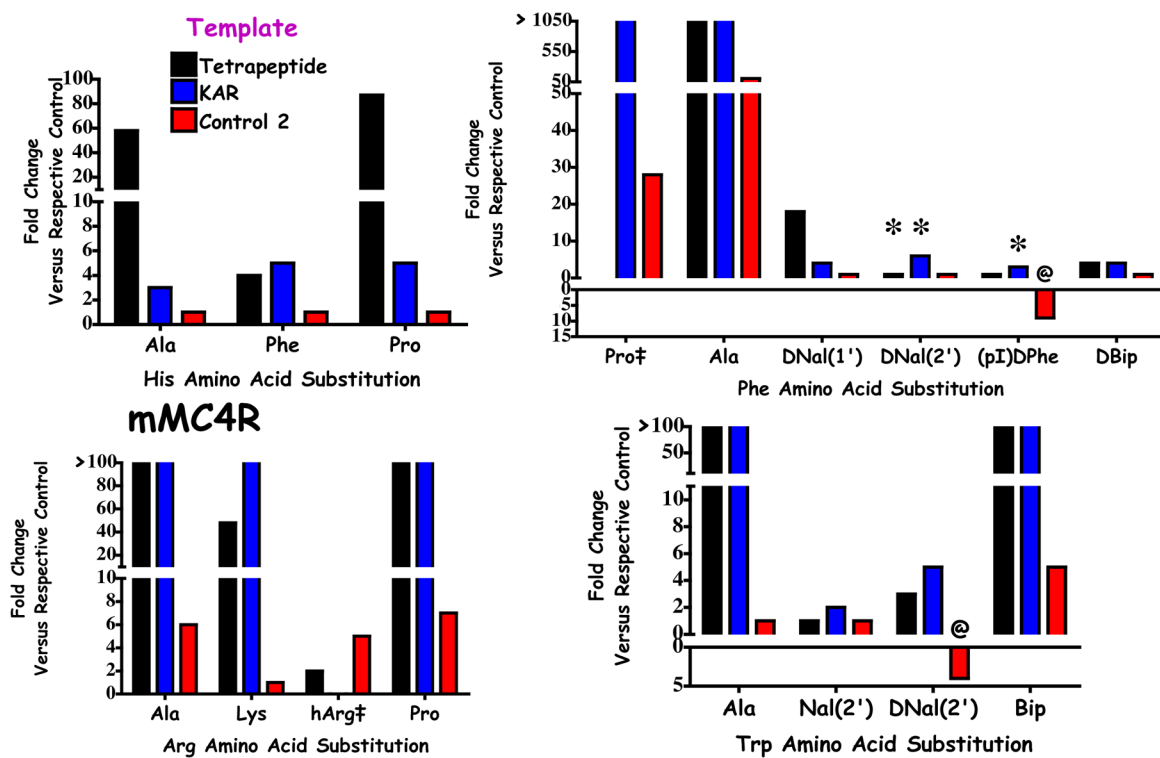 Template
Tetrapeptide
KAR
Control 2
Fold Change
Versus Respective Control
100
80
60
40
20
10
8
6
4
2
0
Ala Phe Pro
His Amino Acid Substitution
Fold Change
Versus Respective Control
> 1050
550
50
50
40
30
20
10
0
* * *
@
0
5
10
15
Pro‡ Ala DNal(1') DNal(2') (pI)DPhe DBip
Phe Amino Acid Substitution
mMC4R
Fold Change
Versus Respective Control
>100
80
60
40
20
10
8
6
4
2
0
Ala Lys hArg‡ Pro
Arg Amino Acid Substitution
Fold Change
Versus Respective Control
>100
50
10
8
6
4
2
0
@
0
5
Ala Nal(2') DNal(2') Bip
Trp Amino Acid Substitution